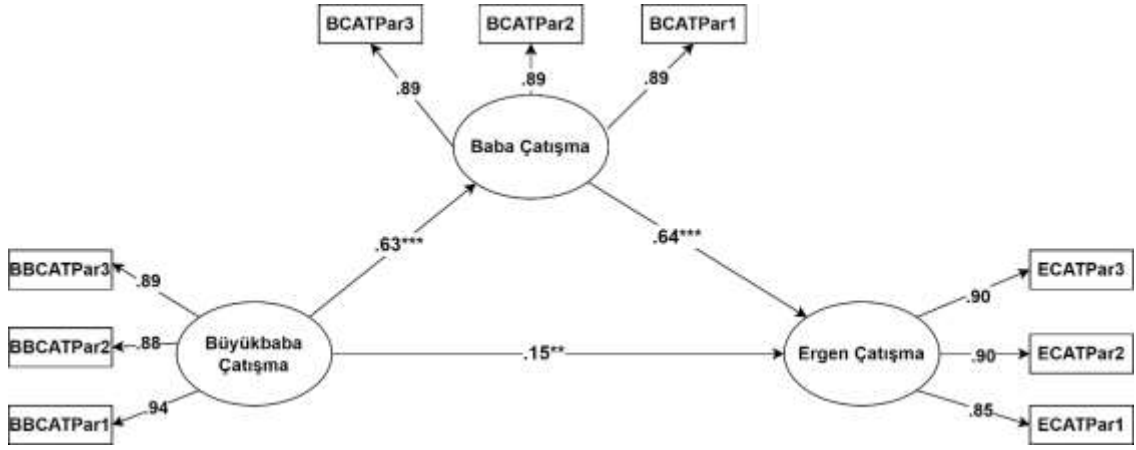 BCATPar3
BCATPar2
BCATPar1
.89
.89
.89
Baba Çatışma
.63***
.64***
BBCATPar3
BBCATPar2
BBCATPar1
.89
.88
.94
Büyükbaba
Çatışma
.15**
Ergen Çatışma
.90
.90
.85
ECATPar3
ECATPar2
ECATPar1